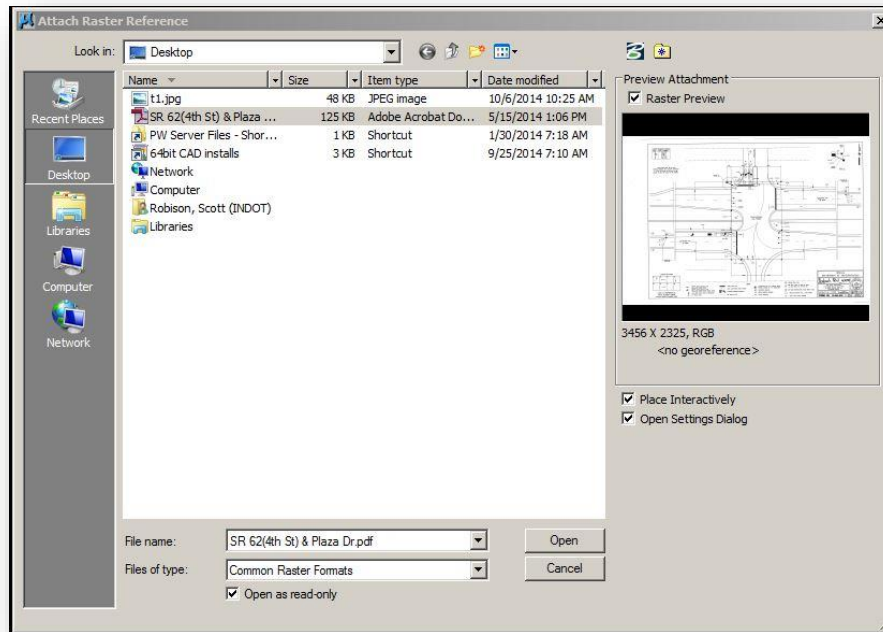 Attach Raster Reference
Look in: Desktop
Recent Places
Desktop
Libraries
Computer
Network
Name Size Item type Date modified
t1.jpg 48 KB JPEG image 10/6/2014 10:25 AM
SR 62(4th St) & Plaza ... 125 KB Adobe Acrobat Do... 5/15/2014 1:06 PM
PW Server Files - Shor... 1 KB Shortcut 1/30/2014 7:18 AM
64bit CAD installs 3 KB Shortcut 9/25/2014 7:10 AM
Network
Computer
Robison, Scott (INDOT)
Libraries
Preview Attachment
Raster Preview
3456 X 2325, RGB
<no georeference>
Place Interactively
Open Settings Dialog
File name: SR 62(4th St) & Plaza Dr.pdf Open
Files of type: Common Raster Formats Cancel
Open as read-only